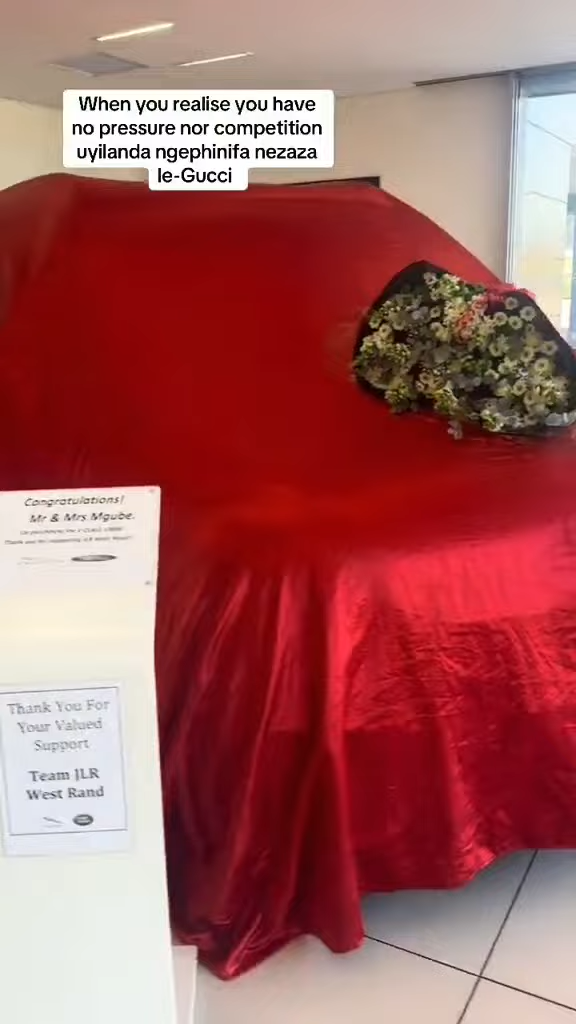 When you realise you have
no pressure nor competition
uyilanda ngephinifa nezaza
le-Gucci
Congratulations!
Mr & Mrs Mgube.
Thank You For
Your Valued
Support
Team JLR
West Rand